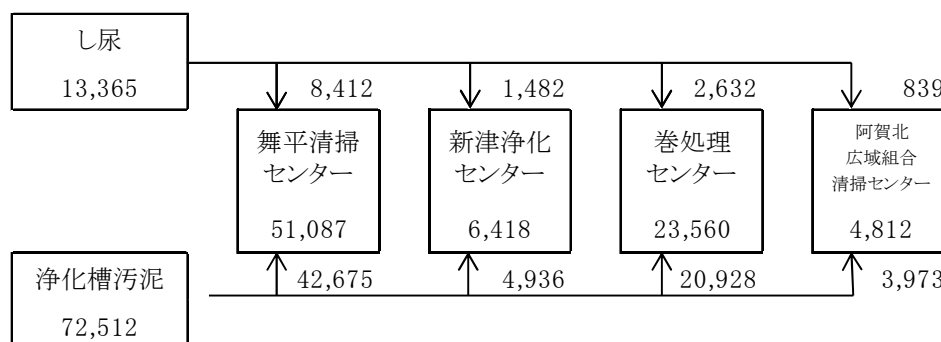 し尿
13,365
8,412
1,482
2,632
839
舞平清掃
センター
51,087
新津浄化
センター
6,418
巻処理
センター
23,560
阿賀北
広域組合
清掃センター
4,812
浄化槽汚泥
72,512
42,675
4,936
20,928
3,973